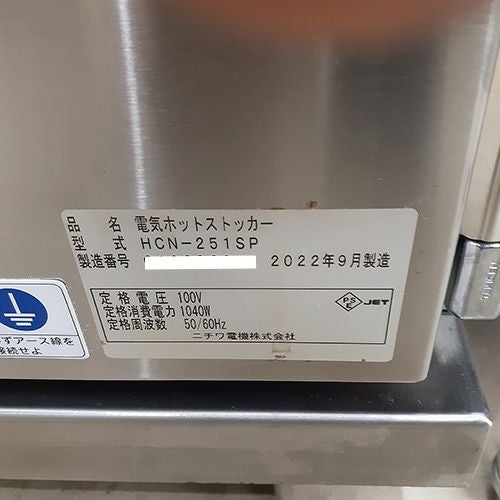 品 名 電気ホットストッカー
型 式 HCN-251SP
製造番号 2022年9月製造
定格電圧 100V
定格消費電力 1040W
定格周波数 50/60Hz
ニチワ電機株式会社
PSE JET
ずアース線を
接続せよ